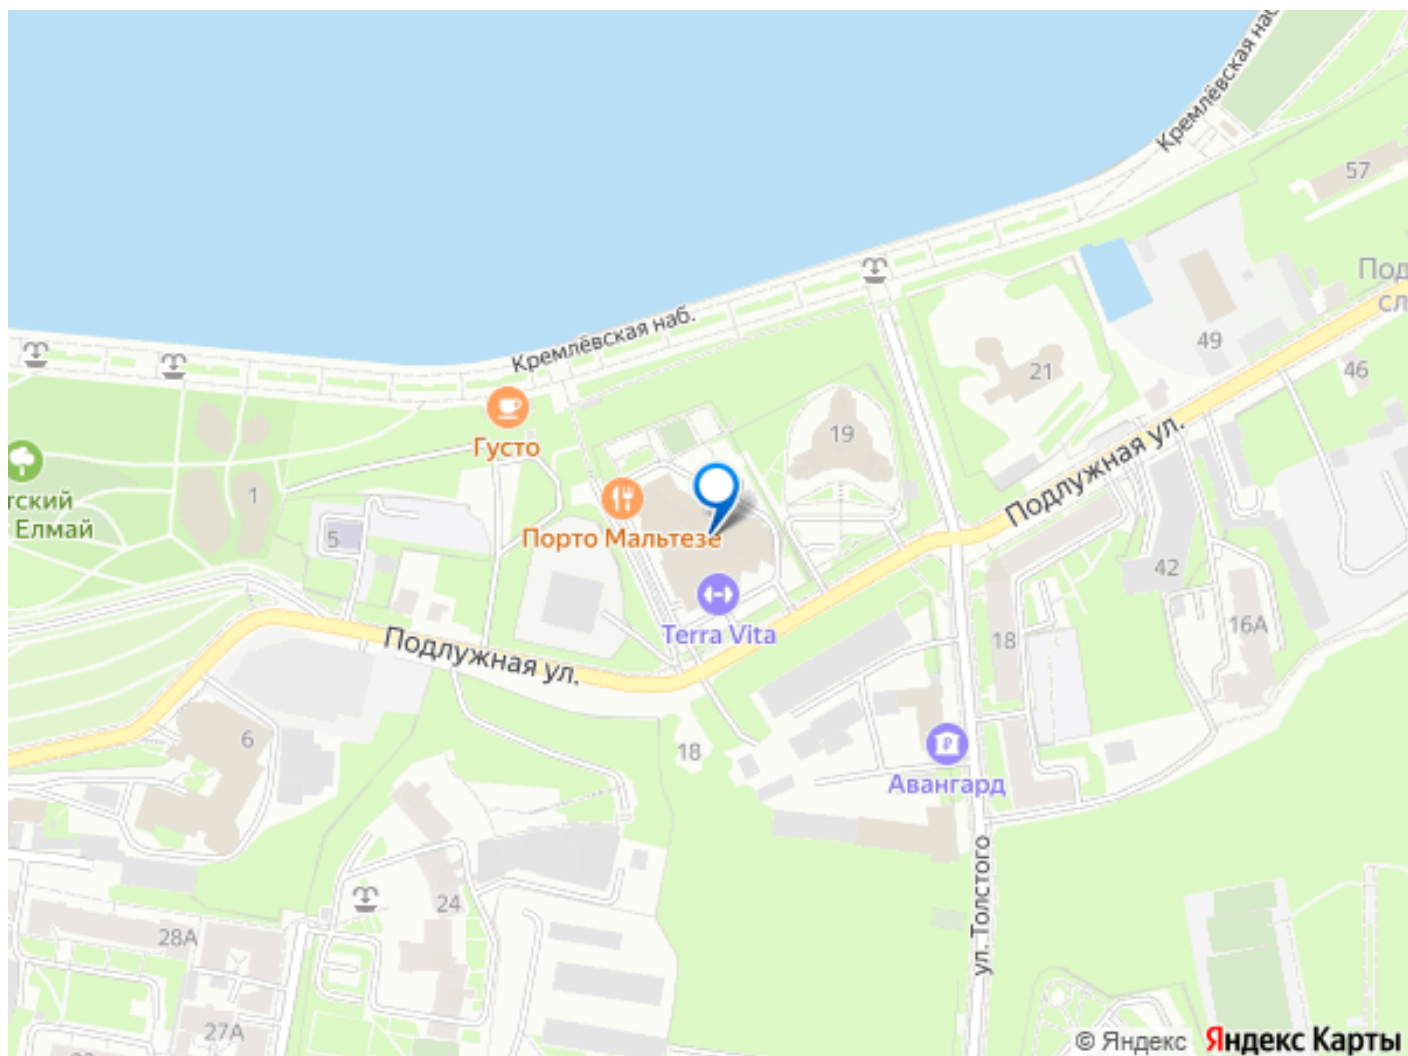 Кремлёвская наб.
57
Под
сл
Кремлёвская наб.
49
46
21
Густо
19
Подлужная ул.
тский
Елмай
1
5
Порто Мальтезе
42
Terra Vita
18
16А
Подлужная ул.
6
18
Авангард
ул. Толстого
24
28А
27А
© Яндекс Яндекс Карты